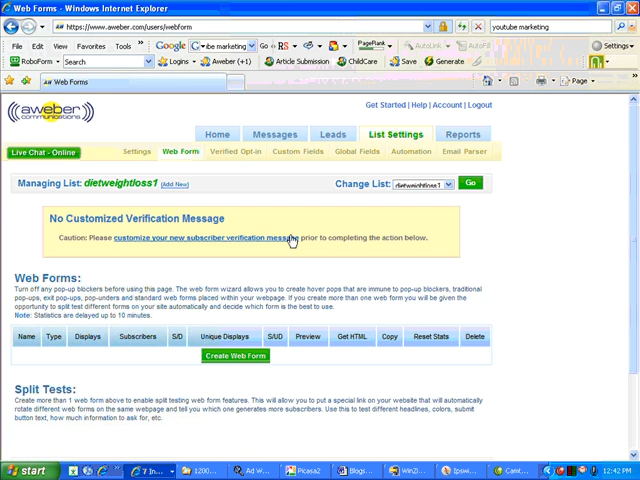 Web Forms - Windows Internet Explorer
https://www.aweber.com/users/webform
youtube marketing
File Edit View Favorites Tools
Google
be marketing
Go
RS
PageRank
AutoLink
AutoFill
Settings
RoboForm
Search
Logins
Aweber (+1)
Article Submission
ChildCare
Save
Generate
Web Forms
Page
AWEBER
COMMUNICATIONS
Get Started | Help | Account | Logout
Home Messages Leads List Settings Reports
Live Chat - Online
Settings Web Form Verified Opt-in Custom Fields Global Fields Automation Email Parser
Managing List: dietweightloss1 (Add New)
Change List: dietweightloss1 Go
No Customized Verification Message
Caution: Please customize your new subscriber verification message prior to completing the action below.
Web Forms:
Turn off any pop-up blockers before using this page. The web form wizard allows you to create hover pops that are immune to pop-up blockers, traditional
pop-ups, exit pop-ups, pop-unders and standard web forms placed within your webpage. If you create more than one web form you will be given the
opportunity to split test different forms on your site automatically and decide which form is the best to use.
Note: Statistics are delayed up to 10 minutes.
Name Type Displays Subscribers S/D Unique Displays S/UD Preview Get HTML Copy Reset Stats Delete
Create Web Form
Split Tests:
Create more than 1 web form above to enable split testing web form features. This will allow you to put a special link on your website that will automatically
rotate different web forms on the same webpage and tell you which one generates more subscribers. Use this to test different headlines, colors, submit
button text, how much information to ask for, etc.
start
7 In...
1200...
Ad W...
Picasa2
Blogs...
WinZi...
Ipswi...
Camt...
12:42 PM